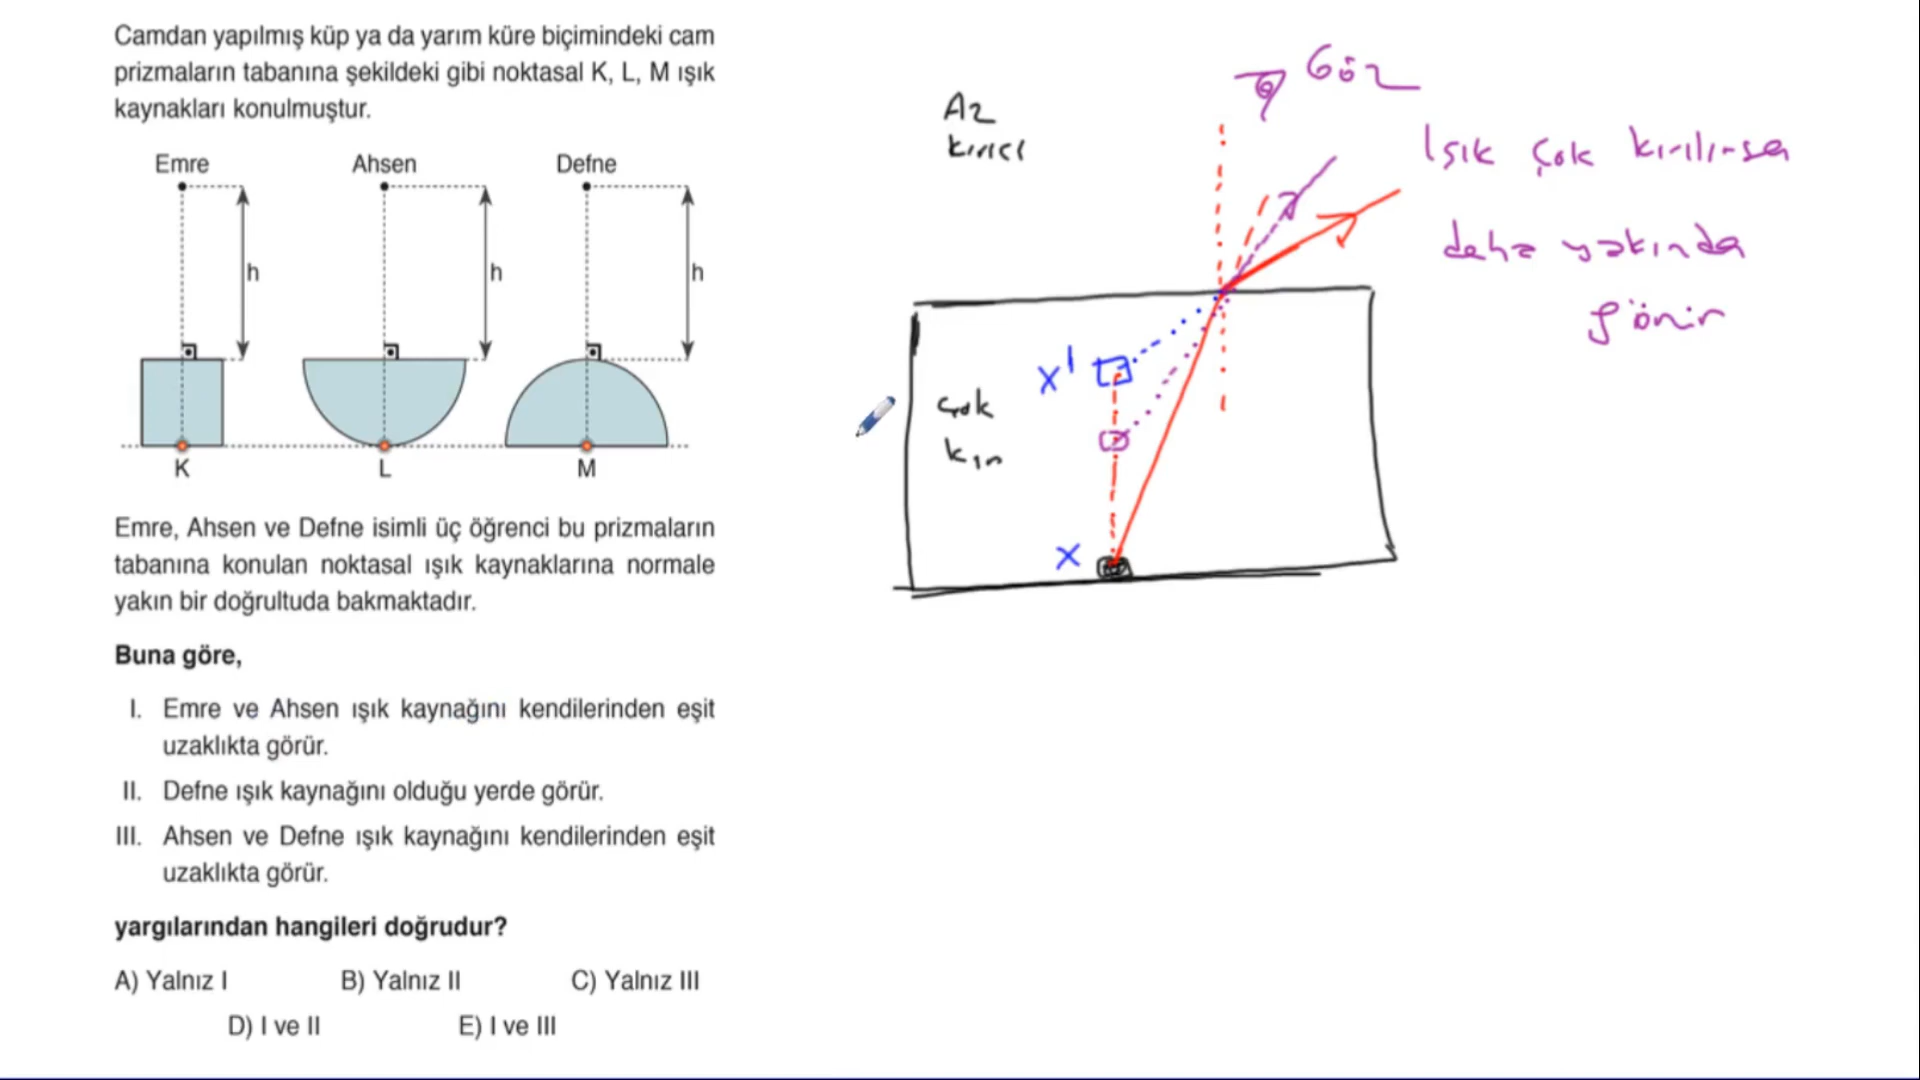 Camdan yapılmış küp ya da yarım küre biçimindeki cam
prizmaların tabanına şekildeki gibi noktasal K, L, M ışık
kaynakları konulmuştur.
Emre Ahsen Defne
h h h
K L M
Emre, Ahsen ve Defne isimli üç öğrenci bu prizmaların
tabanına konulan noktasal ışık kaynaklarına normale
yakın bir doğrultuda bakmaktadır.
Buna göre,
I. Emre ve Ahsen ışık kaynağını kendilerinden eşit
uzaklıkta görür.
II. Defne ışık kaynağını olduğu yerde görür.
III. Ahsen ve Defne ışık kaynağını kendilerinden eşit
uzaklıkta görür.
yargılarından hangileri doğrudur?
A) Yalnız I B) Yalnız II C) Yalnız III
D) I ve II E) I ve III
Göz
Az
kırıcı
Işık çok kırılırsa
daha yakında
X'
çok
X